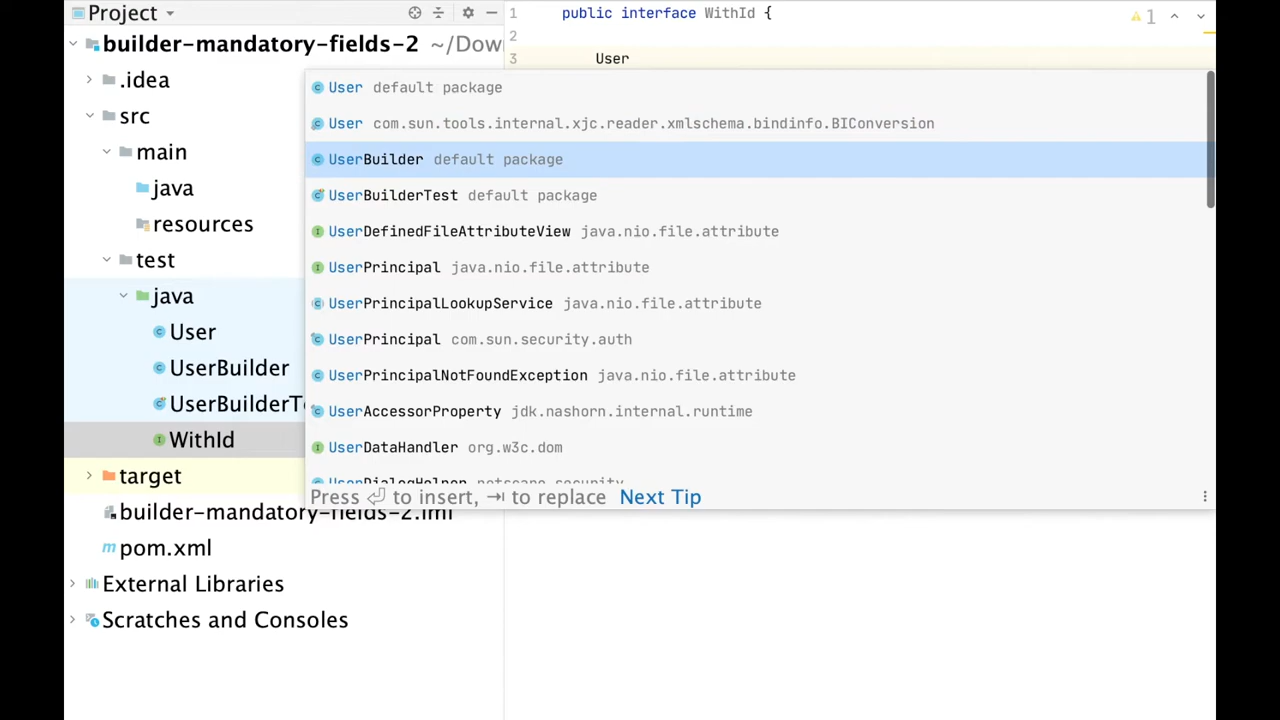 Project
builder-mandatory-fields-2 ~/Dow
.idea
src
main
java
resources
test
java
User
UserBuilder
UserBuilderTe
WithId
target
builder-mandatory-fields-2.iml
pom.xml
External Libraries
Scratches and Consoles
1 public interface WithId {
1
2
3 User
User default package
User com.sun.tools.internal.xjc.reader.xmlschema.bindinfo.BIConversion
UserBuilder default package
UserBuilderTest default package
UserDefinedFileAttributeView java.nio.file.attribute
UserPrincipal java.nio.file.attribute
UserPrincipalLookupService java.nio.file.attribute
UserPrincipal com.sun.security.auth
UserPrincipalNotFoundException java.nio.file.attribute
UserAccessorProperty jdk.nashorn.internal.runtime
UserDataHandler org.w3c.dom
UserDialogHelper netscape.security
Press ⏎ to insert, ⇥ to replace Next Tip